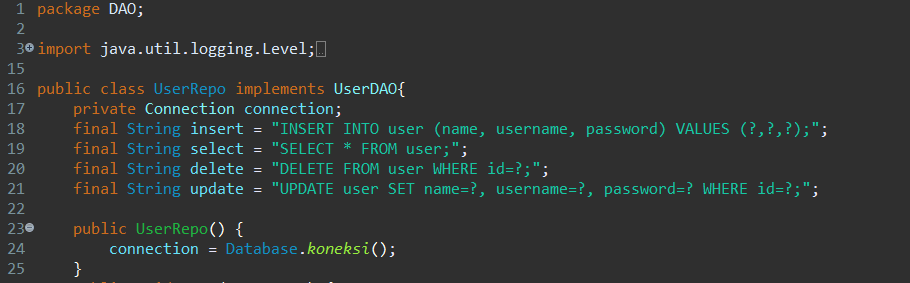 1 package DAO;
2
3 import java.util.logging.Level;
15
16 public class UserRepo implements UserDAO{
17 private Connection connection;
18 final String insert = "INSERT INTO user (name, username, password) VALUES (?,?,?);";
19 final String select = "SELECT * FROM user;";
20 final String delete = "DELETE FROM user WHERE id=?;";
21 final String update = "UPDATE user SET name=?, username=?, password=? WHERE id=?;";
22
23 public UserRepo() {
24 connection = Database.koneksi();
25 }